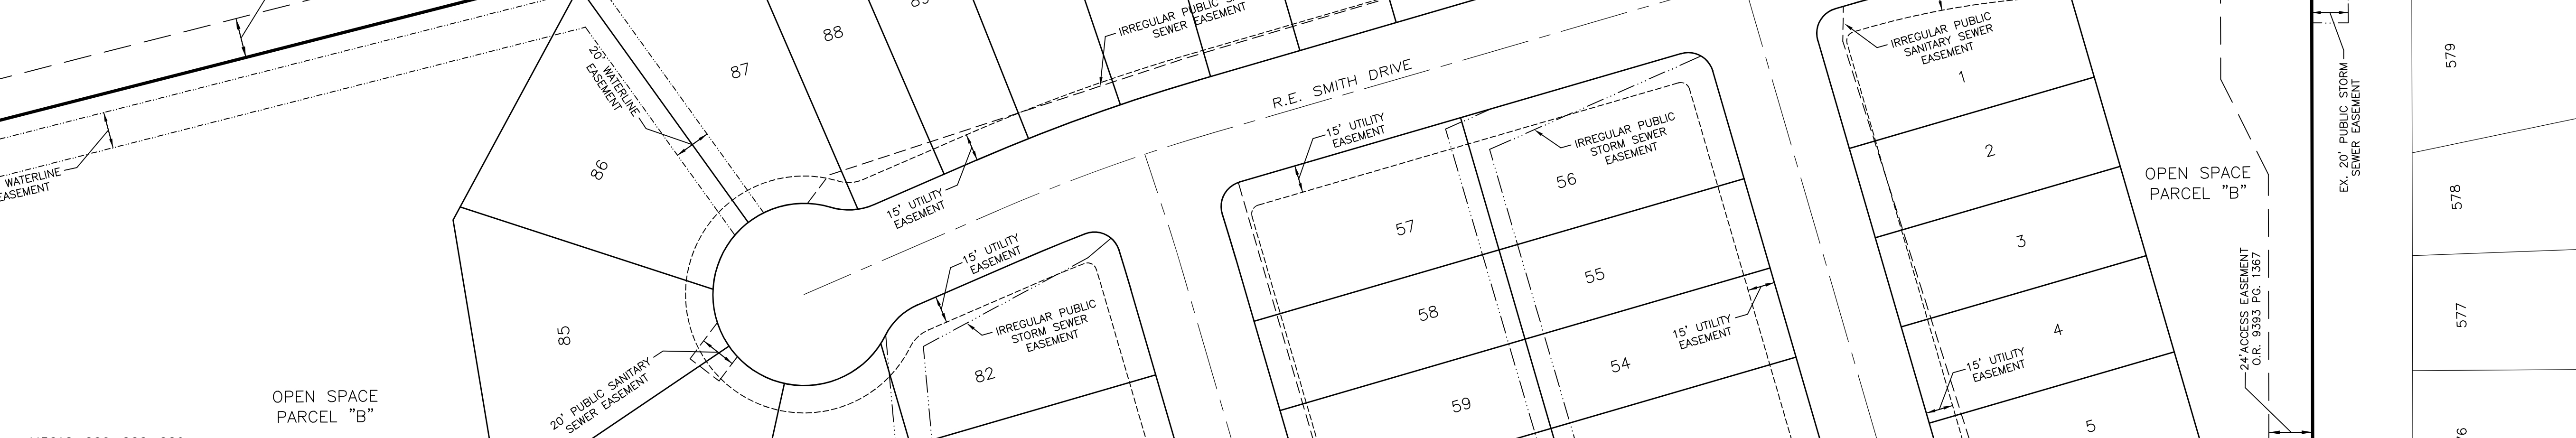 88
87
20' WATERLINE
EASEMENT
86
WATERLINE
EASEMENT
IRREGULAR PUBLIC
SEWER EASEMENT
R.E. SMITH DRIVE
15' UTILITY
EASEMENT
15' UTILITY
EASEMENT
IRREGULAR PUBLIC
STORM SEWER
EASEMENT
82
85
20' PUBLIC SANITARY
SEWER EASEMENT
OPEN SPACE
PARCEL "B"
15' UTILITY
EASEMENT
IRREGULAR PUBLIC
STORM SEWER
EASEMENT
56
57
55
58
54
59
15' UTILITY
EASEMENT
IRREGULAR PUBLIC
SANITARY SEWER
EASEMENT
1
2
3
4
5
15' UTILITY
EASEMENT
OPEN SPACE
PARCEL "B"
24' ACCESS EASEMENT
O.R. 9393 PG. 1367
EX. 20' PUBLIC STORM
SEWER EASEMENT
579
578
577